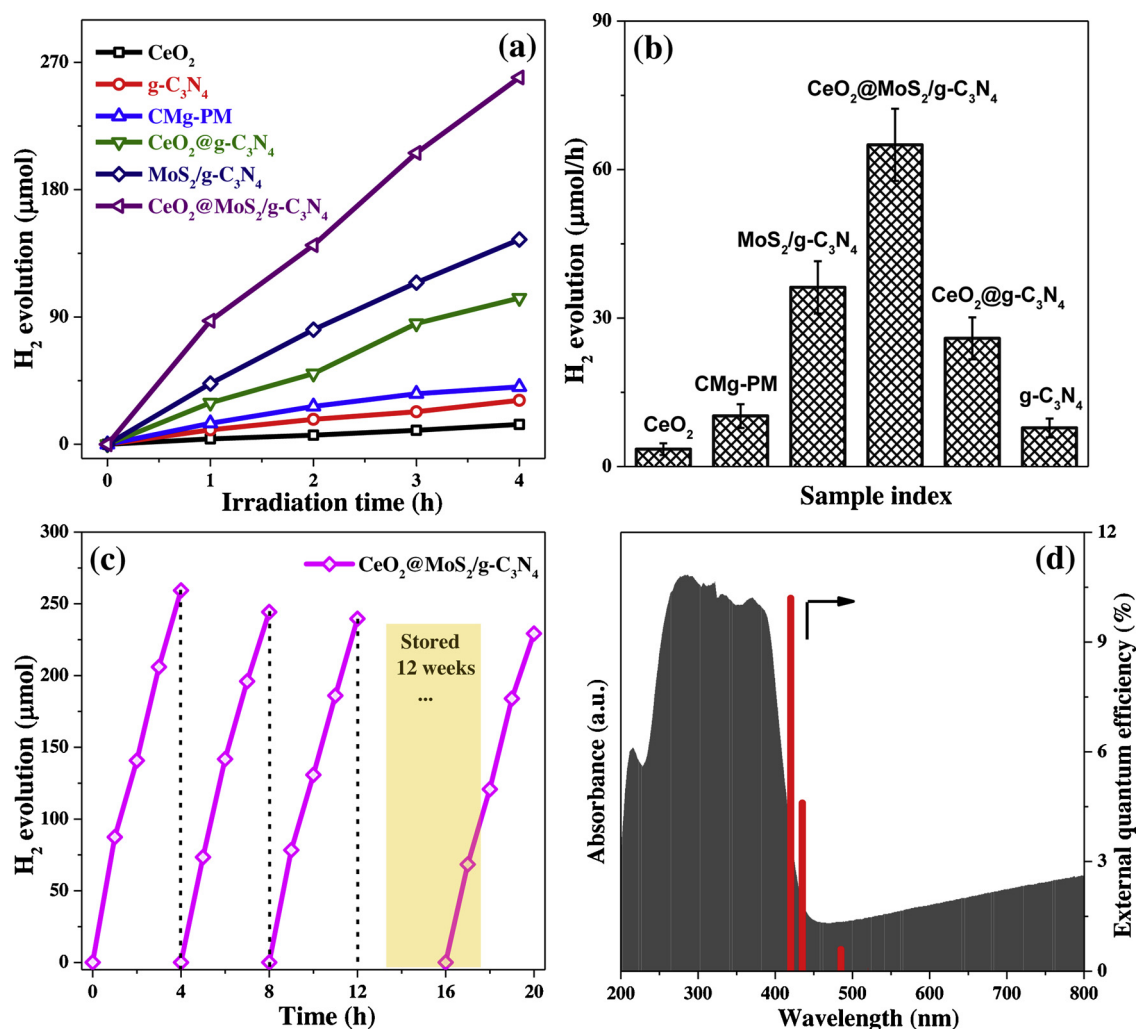 (a)
270
180
90
0
H₂ evolution (μmol)
CeO₂
g-C₃N₄
CMg-PM
CeO₂@g-C₃N₄
MoS₂/g-C₃N₄
CeO₂@MoS₂/g-C₃N₄
0 1 2 3 4
Irradiation time (h)
(b)
90
60
30
0
H₂ evolution (μmol/h)
CeO₂
CMg-PM
MoS₂/g-C₃N₄
CeO₂@MoS₂/g-C₃N₄
CeO₂@g-C₃N₄
g-C₃N₄
Sample index
(c)
300
250
200
150
100
50
0
H₂ evolution (μmol)
CeO₂@MoS₂/g-C₃N₄
Stored
12 weeks
...
0 4 8 12 16 20
Time (h)
(d)
Absorbance (a.u.)
12
9
6
3
0
External quantum efficiency (%)
200 300 400 500 600 700 800
Wavelength (nm)